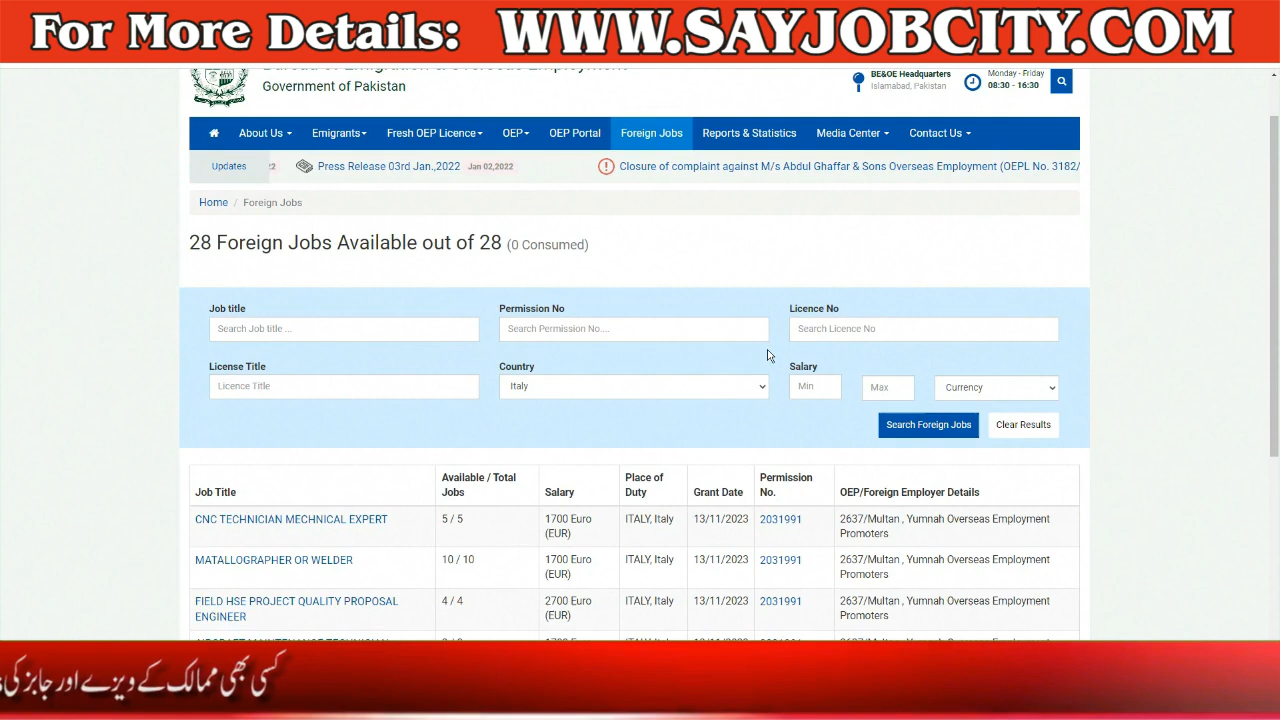 For More Details: WWW.SAYJOBCITY.COM
Government of Pakistan
BE&OE Headquarters
Islamabad, Pakistan
Monday - Friday
08:30 - 16:30
About Us Emigrants Fresh OEP Licence OEP OEP Portal Foreign Jobs Reports & Statistics Media Center Contact Us
Updates Press Release 03rd Jan.,2022 Jan 02,2022 Closure of complaint against M/s Abdul Ghaffar & Sons Overseas Employment (OEPL No. 3182/
Home / Foreign Jobs
28 Foreign Jobs Available out of 28 (0 Consumed)
Job title Permission No Licence No
Search Job title ... Search Permission No.... Search Licence No
License Title Country Salary
Licence Title Italy Min Max Currency
Search Foreign Jobs Clear Results
Job Title Available / Total Jobs Salary Place of Duty Grant Date Permission No. OEP/Foreign Employer Details
CNC TECHNICIAN MECHNICAL EXPERT 5 / 5 1700 Euro (EUR) ITALY, Italy 13/11/2023 2031991 2637/Multan , Yumnah Overseas Employment Promoters
MATALLOGRAPHER OR WELDER 10 / 10 1700 Euro (EUR) ITALY, Italy 13/11/2023 2031991 2637/Multan , Yumnah Overseas Employment Promoters
FIELD HSE PROJECT QUALITY PROPOSAL ENGINEER 4 / 4 2700 Euro (EUR) ITALY, Italy 13/11/2023 2031991 2637/Multan , Yumnah Overseas Employment Promoters
کسی بھی ممالک کے ویزے اور جابز کی